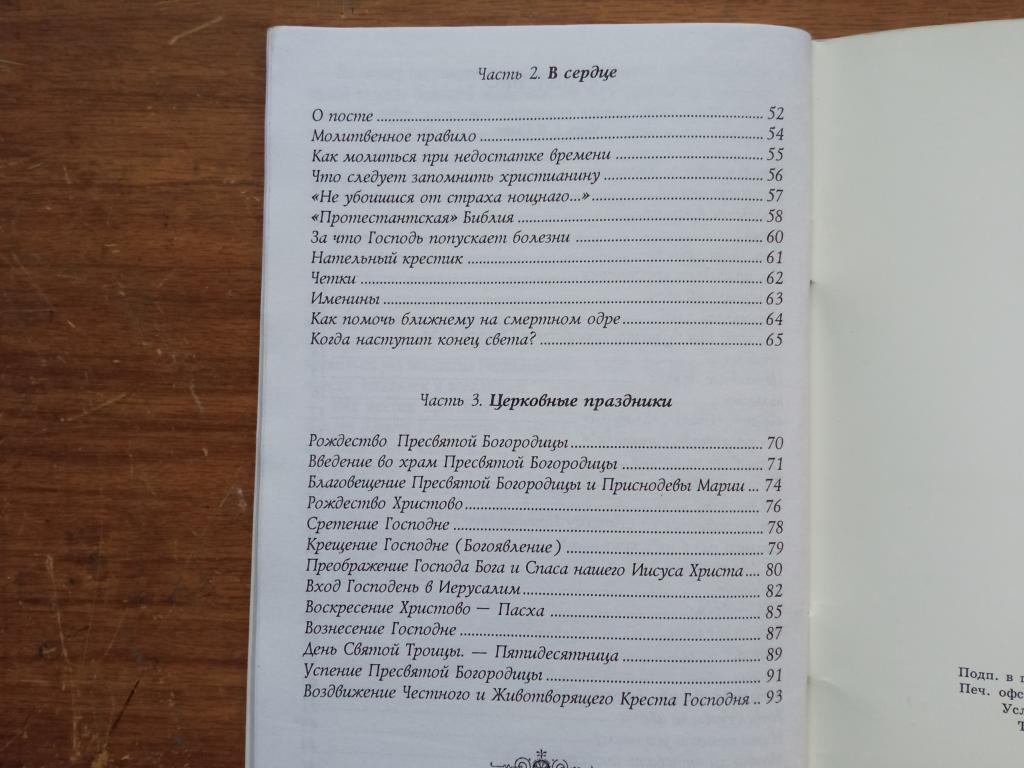 Часть 2. В сердце
О посте ..... 52
Молитвенное правило ..... 54
Как молиться при недостатке времени ..... 55
Что следует запомнить христианину ..... 56
«Не убоишися от страха нощнаго...» ..... 57
«Протестантская» Библия ..... 58
За что Господь попускает болезни ..... 60
Нательный крестик ..... 61
Четки ..... 62
Именины ..... 63
Как помочь ближнему на смертном одре ..... 64
Когда наступит конец света? ..... 65
Часть 3. Церковные праздники
Рождество Пресвятой Богородицы ..... 70
Введение во храм Пресвятой Богородицы ..... 71
Благовещение Пресвятой Богородицы и Приснодевы Марии ... 74
Рождество Христово ..... 76
Сретение Господне ..... 78
Крещение Господне (Богоявление) ..... 79
Преображение Господа Бога и Спаса нашего Иисуса Христа .... 80
Вход Господень в Иерусалим ..... 82
Воскресение Христово — Пасха ..... 85
Вознесение Господне ..... 87
День Святой Троицы. — Пятидесятница ..... 89
Успение Пресвятой Богородицы ..... 91
Воздвижение Честного и Животворящего Креста Господня .. 93
Подп. в п
Печ. офс
Усл
Т